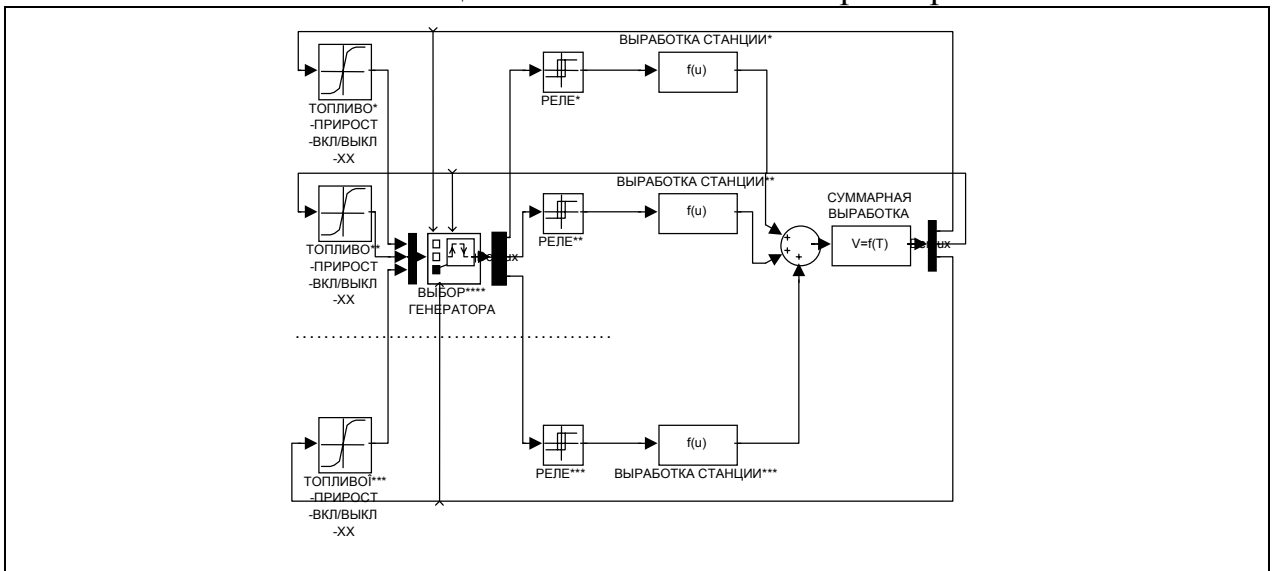 ВЫРАБОТКА СТАНЦИИ*
f(u)
РЕЛЕ*
ТОПЛИВО*
-ПРИРОСТ
-ВКЛ/ВЫКЛ
-ХХ
ВЫРАБОТКА СТАНЦИИ**
f(u)
РЕЛЕ**
СУММАРНАЯ
ВЫРАБОТКА
V=f(T)
+
+
+
ТОПЛИВО**
-ПРИРОСТ
-ВКЛ/ВЫКЛ
-ХХ
ВЫБОР****
ГЕНЕРАТОРА
f(u)
РЕЛЕ***
ВЫРАБОТКА СТАНЦИИ***
-ПРИРОСТ
-ВКЛ/ВЫКЛ
-ХХ